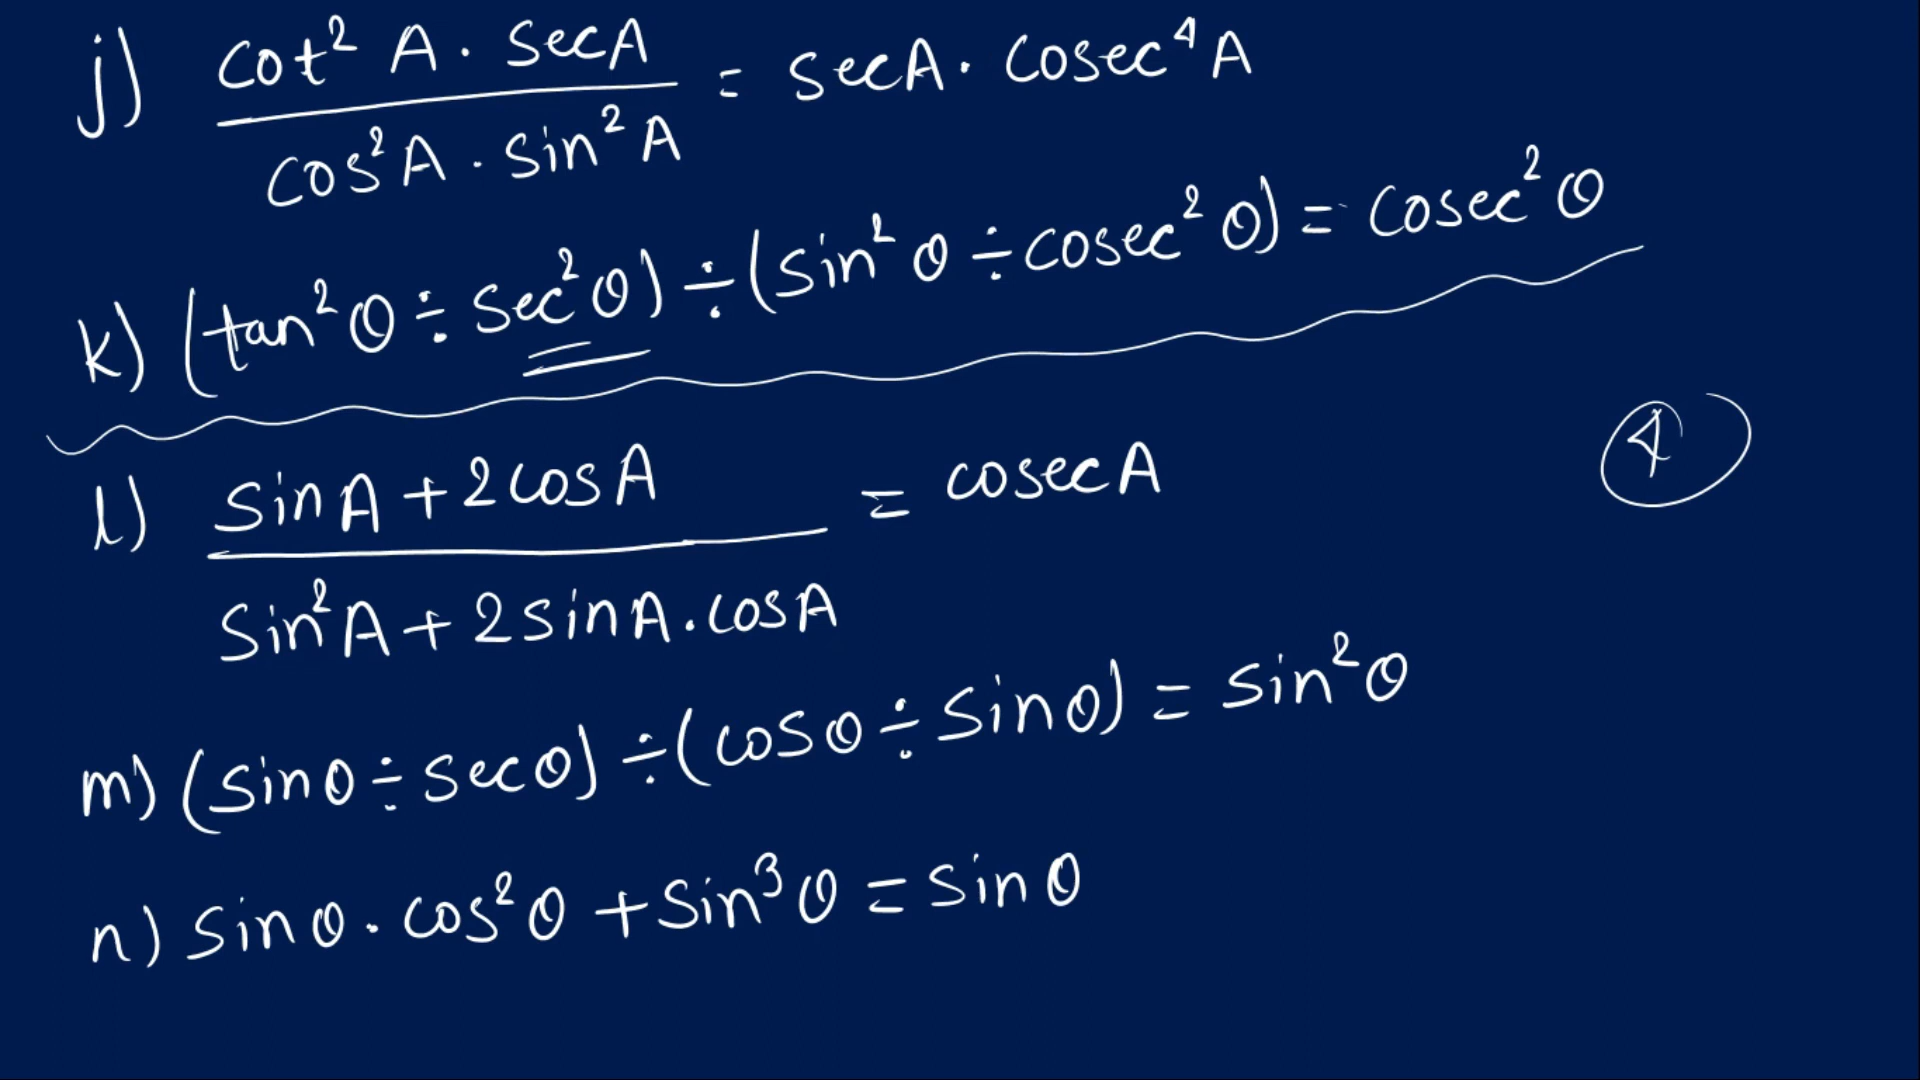 j) cot² A · secA / cos²A · sin²A = secA · cosec⁴A
k) (tan²θ ÷ sec²θ) ÷ (sin²θ ÷ cosec²θ) = cosec²θ
4
l) sinA + 2cosA / sin²A + 2sinA.cosA = cosecA
m) (sinθ ÷ secθ) ÷ (cosθ ÷ sinθ) = sin²θ
n) sinθ . cos²θ + sin³θ = sinθ